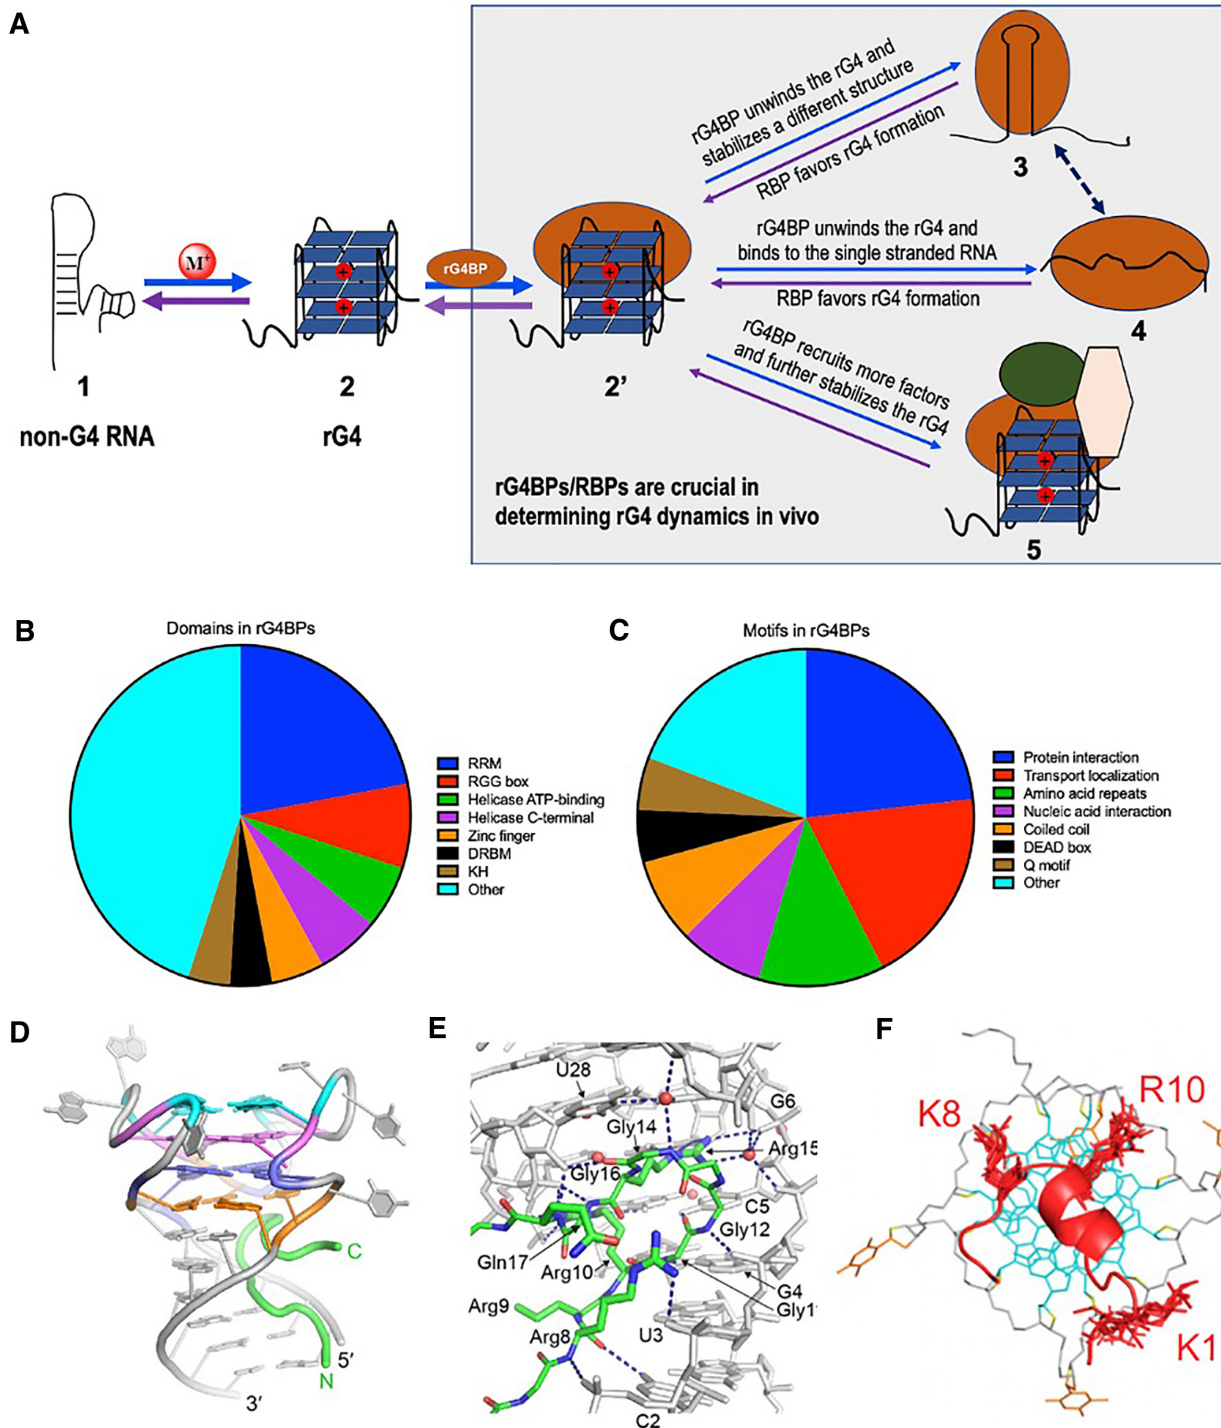 A
M+
rG4BP
1
2
2'
non-G4 RNA
rG4
rG4BP unwinds the rG4 and
stabilizes a different structure
RBP favors rG4 formation
3
rG4BP unwinds the rG4 and
binds to the single stranded RNA
RBP favors rG4 formation
4
rG4BP recruits more factors
and further stabilizes the rG4
5
rG4BPs/RBPs are crucial in
determining rG4 dynamics in vivo
B
Domains in rG4BPs
RRM
RGG box
Helicase ATP-binding
Helicase C-terminal
Zinc finger
DRBM
KH
Other
C
Motifs in rG4BPs
Protein interaction
Transport localization
Amino acid repeats
Nucleic acid interaction
Coiled coil
DEAD box
Q motif
Other
D
C
N
5'
3'
E
U28
G6
Gly14
Arg15
Gly16
C5
Gly12
Gln17
Arg10
G4
Gly1
Arg9
Arg8
U3
C2
F
K8
R10
K1